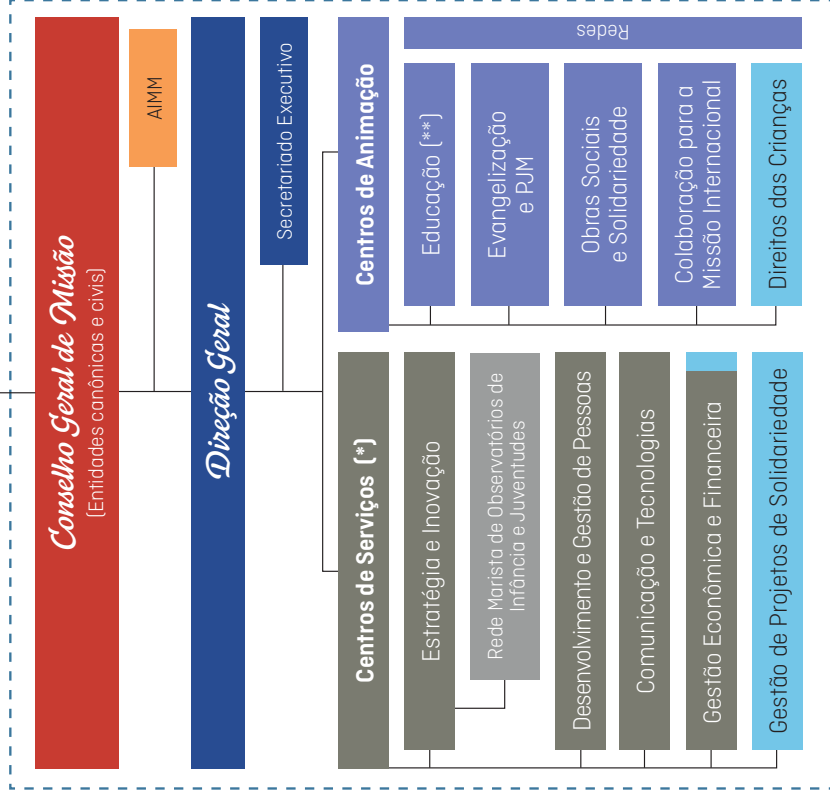 Conselho Geral de Missão
(Entidades canônicas e civis)
AIMM
Direção Geral
Secretariado Executivo
Centros de Serviços (*)
Estratégia e Inovação
Rede Marista de Observatórios de
Infância e Juventudes
Desenvolvimento e Gestão de Pessoas
Comunicação e Tecnologias
Gestão Econômica e Financeira
Gestão de Projetos de Solidariedade
Centros de Animação
Educação (**)
Evangelização
e PJM
Obras Sociais
e Solidariedade
Colaboração para a
Missão Internacional
Direitos das Crianças
Redes